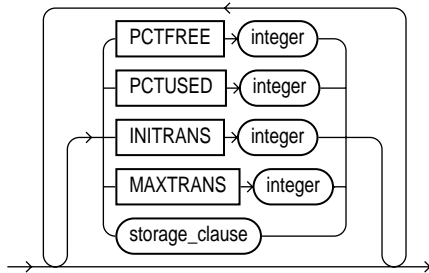 PCTFREE integer
PCTUSED integer
INITRANS integer
MAXTRANS integer
storage_clause